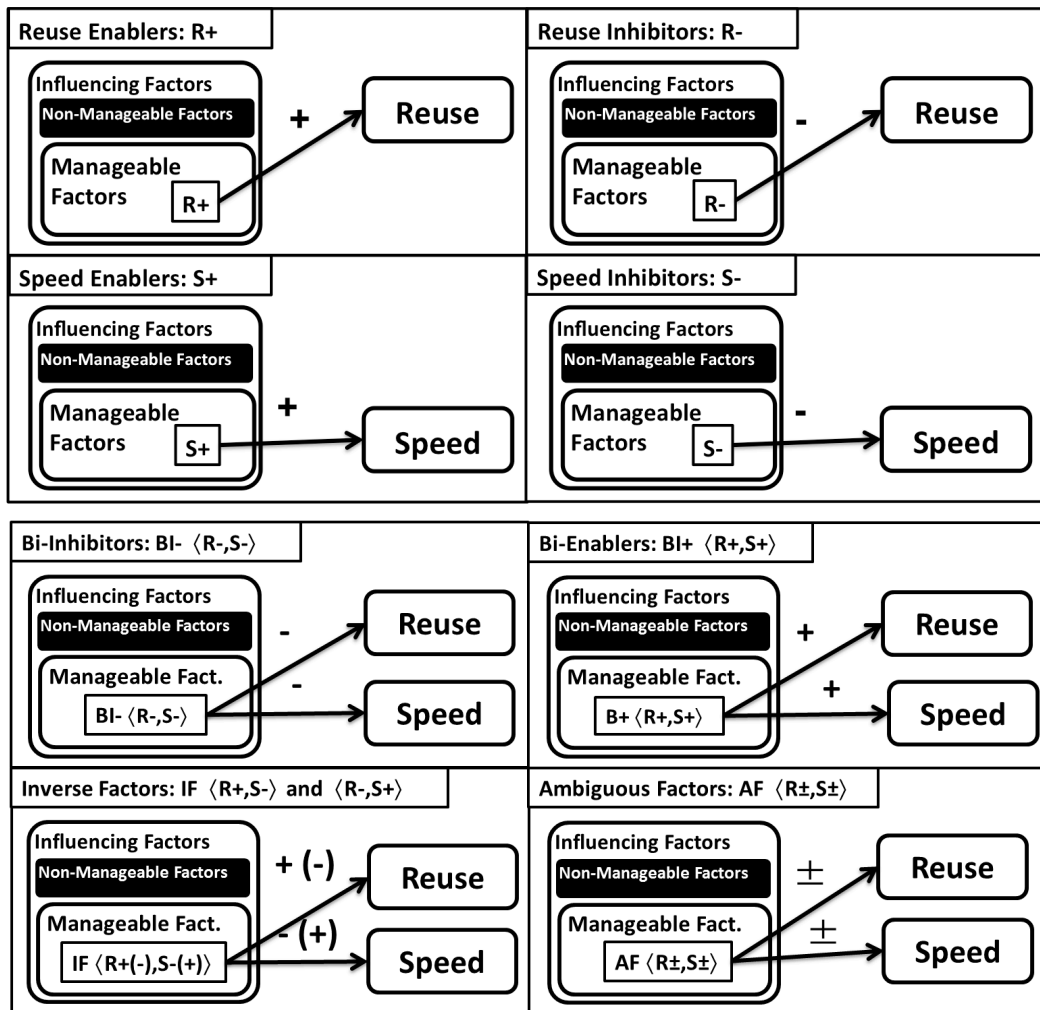 Reuse Enablers: R+
Influencing Factors
Non-Manageable Factors
Manageable
Factors
R+
+
Reuse
Reuse Inhibitors: R-
Influencing Factors
Non-Manageable Factors
Manageable
Factors
R-
-
Reuse
Speed Enablers: S+
Influencing Factors
Non-Manageable Factors
Manageable
Factors
S+
+
Speed
Speed Inhibitors: S-
Influencing Factors
Non-Manageable Factors
Manageable
Factors
S-
-
Speed
Bi-Inhibitors: BI- ⟨R-,S-⟩
Influencing Factors
Non-Manageable Factors
Manageable Fact.
BI- ⟨R-,S-⟩
-
-
Reuse
Speed
Bi-Enablers: BI+ ⟨R+,S+⟩
Influencing Factors
Non-Manageable Factors
Manageable Fact.
B+ ⟨R+,S+⟩
+
+
Reuse
Speed
Inverse Factors: IF ⟨R+,S-⟩ and ⟨R-,S+⟩
Influencing Factors
Non-Manageable Factors
Manageable Fact.
IF ⟨R+(-),S-(+)⟩
+ (-)
- (+)
Reuse
Speed
Ambiguous Factors: AF ⟨R±,S±⟩
Influencing Factors
Non-Manageable Factors
Manageable Fact.
AF ⟨R±,S±⟩
±
±
Reuse
Speed